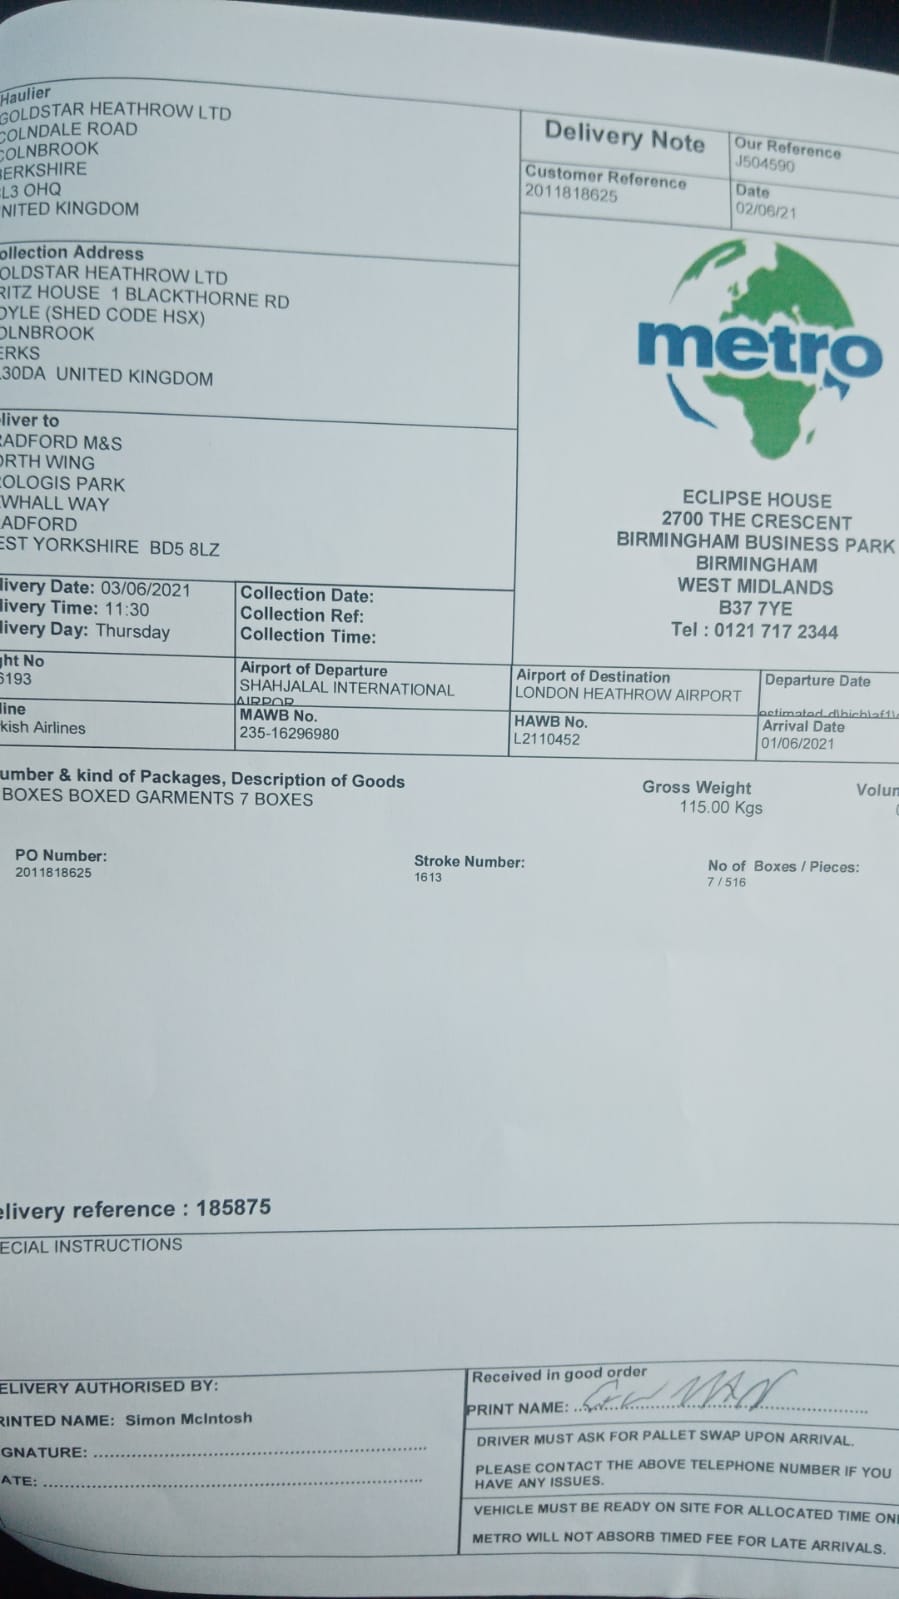 Haulier
GOLDSTAR HEATHROW LTD
COLNDALE ROAD
COLNBROOK
BERKSHIRE
L3 OHQ
NITED KINGDOM
Delivery Note
Our Reference
J504590
Customer Reference
2011818625
Date
02/06/21
ollection Address
OLDSTAR HEATHROW LTD
RITZ HOUSE 1 BLACKTHORNE RD
OYLE (SHED CODE HSX)
OLNBROOK
ERKS
30DA UNITED KINGDOM
metro
liver to
RADFORD M&S
ORTH WING
ROLOGIS PARK
WHALL WAY
ADFORD
EST YORKSHIRE BD5 8LZ
ECLIPSE HOUSE
2700 THE CRESCENT
BIRMINGHAM BUSINESS PARK
BIRMINGHAM
WEST MIDLANDS
B37 7YE
Tel : 0121 717 2344
livery Date: 03/06/2021
livery Time: 11:30
livery Day: Thursday
Collection Date:
Collection Ref:
Collection Time:
ght No
6193
Airport of Departure
SHAHJALAL INTERNATIONAL
AIRPOR
Airport of Destination
LONDON HEATHROW AIRPORT
Departure Date
line
kish Airlines
MAWB No.
235-16296980
HAWB No.
L2110452
Arrival Date
01/06/2021
umber & kind of Packages, Description of Goods
BOXES BOXED GARMENTS 7 BOXES
Gross Weight
115.00 Kgs
Volun
PO Number:
2011818625
Stroke Number:
1613
No of Boxes / Pieces:
7 / 516
elivery reference : 185875
ECIAL INSTRUCTIONS
ELIVERY AUTHORISED BY:
RINTED NAME: Simon McIntosh
GNATURE:
ATE:
Received in good order
PRINT NAME:
DRIVER MUST ASK FOR PALLET SWAP UPON ARRIVAL.
PLEASE CONTACT THE ABOVE TELEPHONE NUMBER IF YOU
HAVE ANY ISSUES.
VEHICLE MUST BE READY ON SITE FOR ALLOCATED TIME ON
METRO WILL NOT ABSORB TIMED FEE FOR LATE ARRIVALS.